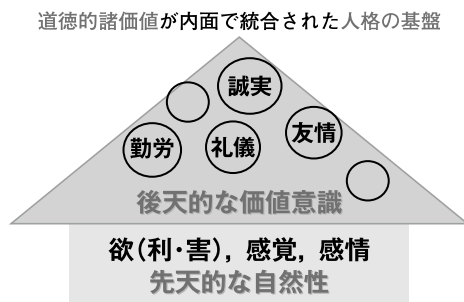 道徳的諸価値が内面で統合された人格の基盤
誠実
勤労
礼儀
友情
後天的な価値意識
欲(利・害), 感覚, 感情
先天的な自然性